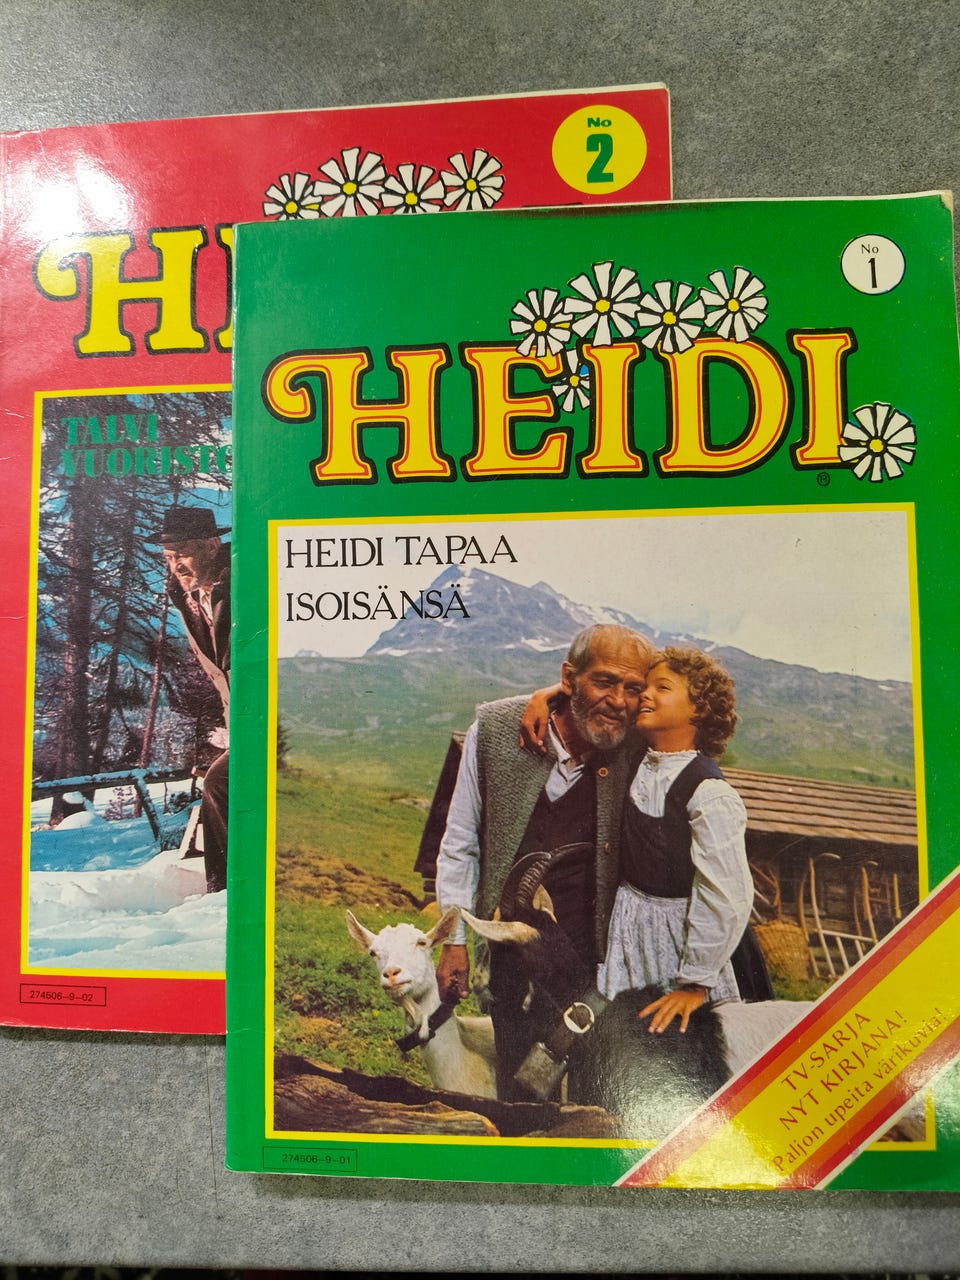 No
2
HE
TALVI
VUORISTO
274506-9-02
No
1
HEIDI
®
HEIDI TAPAA
ISOISÄNSÄ
TV-SARJA
NYT KIRJANA!
Paljon upeita värikuvia!
274506-9-01